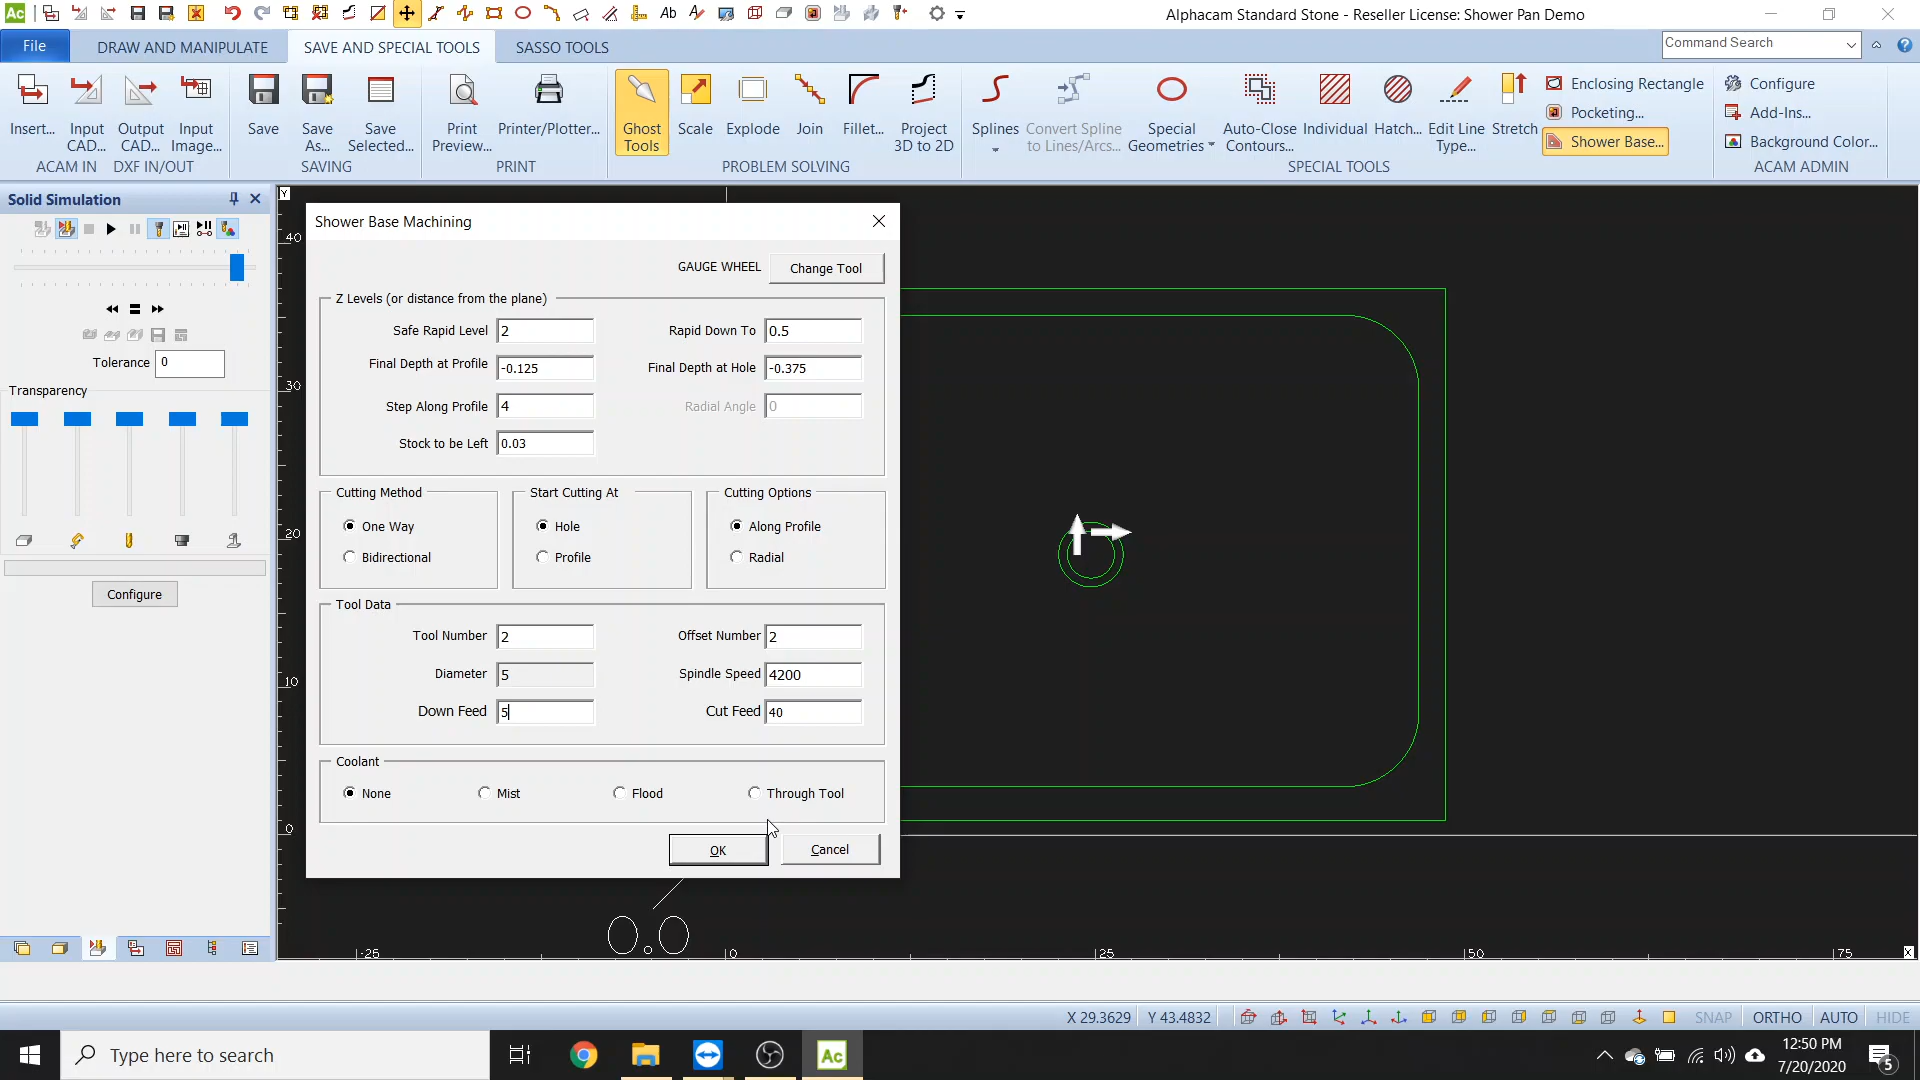 Ac
Ab
Alphacam Standard Stone - Reseller License: Shower Pan Demo
File
DRAW AND MANIPULATE
SAVE AND SPECIAL TOOLS
SASSO TOOLS
Command Search
Insert...
Input CAD...
Output CAD...
Input Image...
Save
Save As...
Save Selected...
Print Preview...
Printer/Plotter...
Ghost Tools
Scale
Explode
Join
Fillet...
Project 3D to 2D
Splines
Convert Spline to Lines/Arcs...
Special Geometries
Auto-Close Contours...
Individual
Hatch...
Edit Line Type...
Stretch
Enclosing Rectangle
Pocketing...
Shower Base...
Configure
Add-Ins...
Background Color...
ACAM IN
DXF IN/OUT
SAVING
PRINT
PROBLEM SOLVING
SPECIAL TOOLS
ACAM ADMIN
Solid Simulation
Tolerance 0
Transparency
Configure
Y
40
30
20
10
0
Shower Base Machining
GAUGE WHEEL Change Tool
Z Levels (or distance from the plane)
Safe Rapid Level 2
Rapid Down To 0.5
Final Depth at Profile -0.125
Final Depth at Hole -0.375
Step Along Profile 4
Radial Angle 0
Stock to be Left 0.03
Cutting Method
One Way
Bidirectional
Start Cutting At
Hole
Profile
Cutting Options
Along Profile
Radial
Tool Data
Tool Number 2
Offset Number 2
Diameter 5
Spindle Speed 4200
Down Feed 5
Cut Feed 40
Coolant
None
Mist
Flood
Through Tool
OK
Cancel
0.0
-25
0
25
50
75
X
X 29.3629
Y 43.4832
SNAP
ORTHO
AUTO
HIDE
Type here to search
Ac
12:50 PM
7/20/2020
5